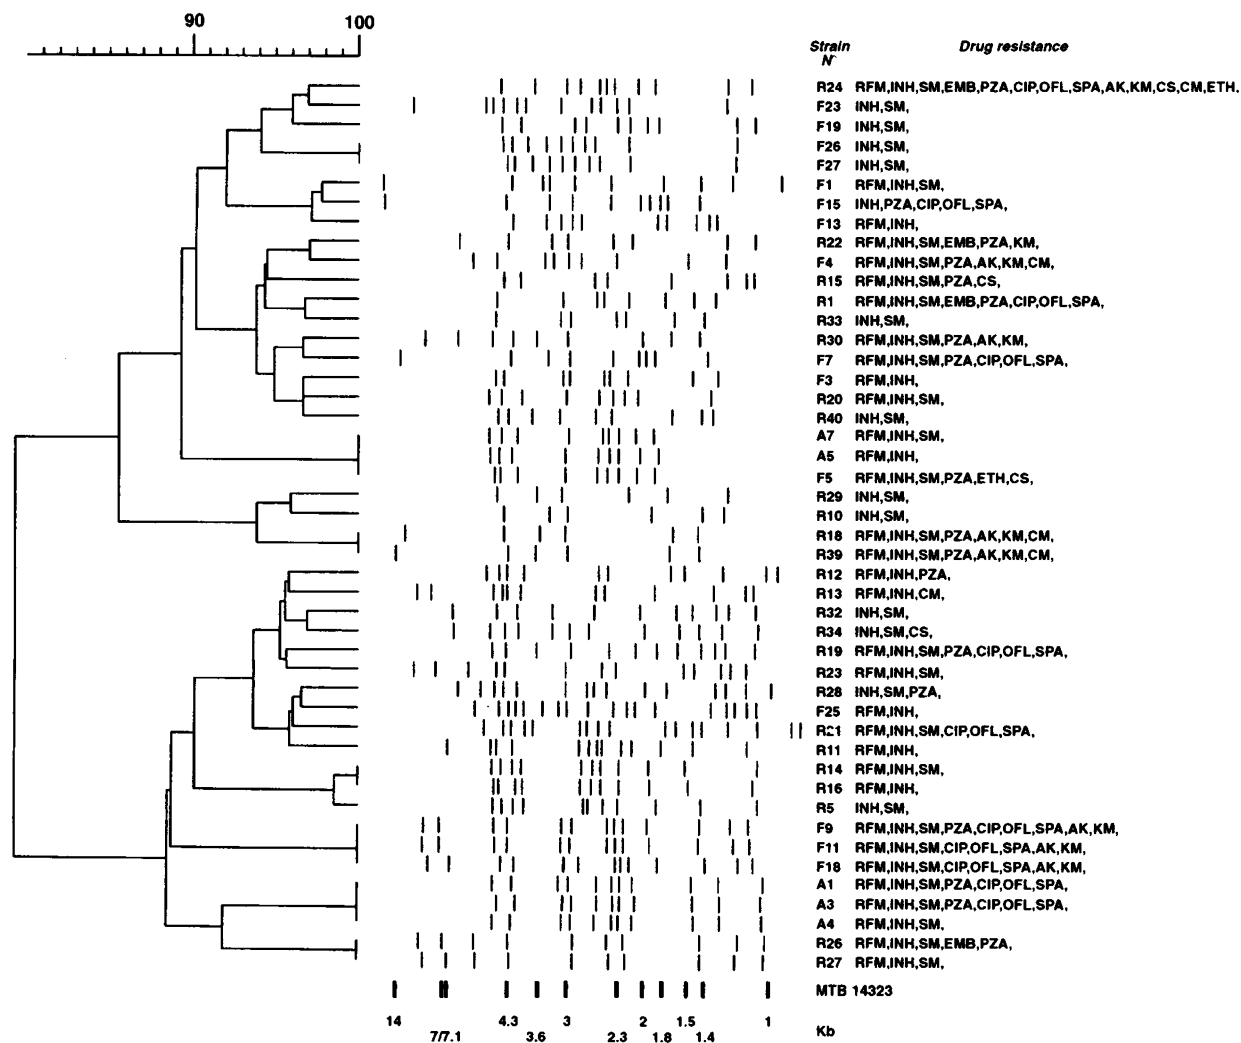 90 100
Strain Drug resistance
N
R24 RFM,INH,SM,EMB,PZA,CIP,OFL,SPA,AK,KM,CS,CM,ETH.
F23 INH,SM,
F19 INH,SM,
F26 INH,SM,
F27 INH,SM,
F1 RFM,INH,SM,
F15 INH,PZA,CIP,OFL,SPA,
F13 RFM,INH,
R22 RFM,INH,SM,EMB,PZA,KM,
F4 RFM,INH,SM,PZA,AK,KM,CM,
R15 RFM,INH,SM,PZA,CS,
R1 RFM,INH,SM,EMB,PZA,CIP,OFL,SPA,
R33 INH,SM,
R30 RFM,INH,SM,PZA,AK,KM,
F7 RFM,INH,SM,PZA,CIP,OFL,SPA,
F3 RFM,INH,
R20 RFM,INH,SM,
R40 INH,SM,
A7 RFM,INH,SM,
A5 RFM,INH,
F5 RFM,INH,SM,PZA,ETH,CS,
R29 INH,SM,
R10 INH,SM,
R18 RFM,INH,SM,PZA,AK,KM,CM,
R39 RFM,INH,SM,PZA,AK,KM,CM,
R12 RFM,INH,PZA,
R13 RFM,INH,CM,
R32 INH,SM,
R34 INH,SM,CS,
R19 RFM,INH,SM,PZA,CIP,OFL,SPA,
R23 RFM,INH,SM,
R28 INH,SM,PZA,
F25 RFM,INH,
R21 RFM,INH,SM,CIP,OFL,SPA,
R11 RFM,INH,
R14 RFM,INH,SM,
R16 RFM,INH,
R5 INH,SM,
F9 RFM,INH,SM,PZA,CIP,OFL,SPA,AK,KM,
F11 RFM,INH,SM,CIP,OFL,SPA,AK,KM,
F18 RFM,INH,SM,CIP,OFL,SPA,AK,KM,
A1 RFM,INH,SM,PZA,CIP,OFL,SPA,
A3 RFM,INH,SM,PZA,CIP,OFL,SPA,
A4 RFM,INH,SM,
R26 RFM,INH,SM,EMB,PZA,
R27 RFM,INH,SM,
MTB 14323
14 4.3 3 2 1.5 1
7/7.1 3.6 2.3 1.8 1.4 Kb